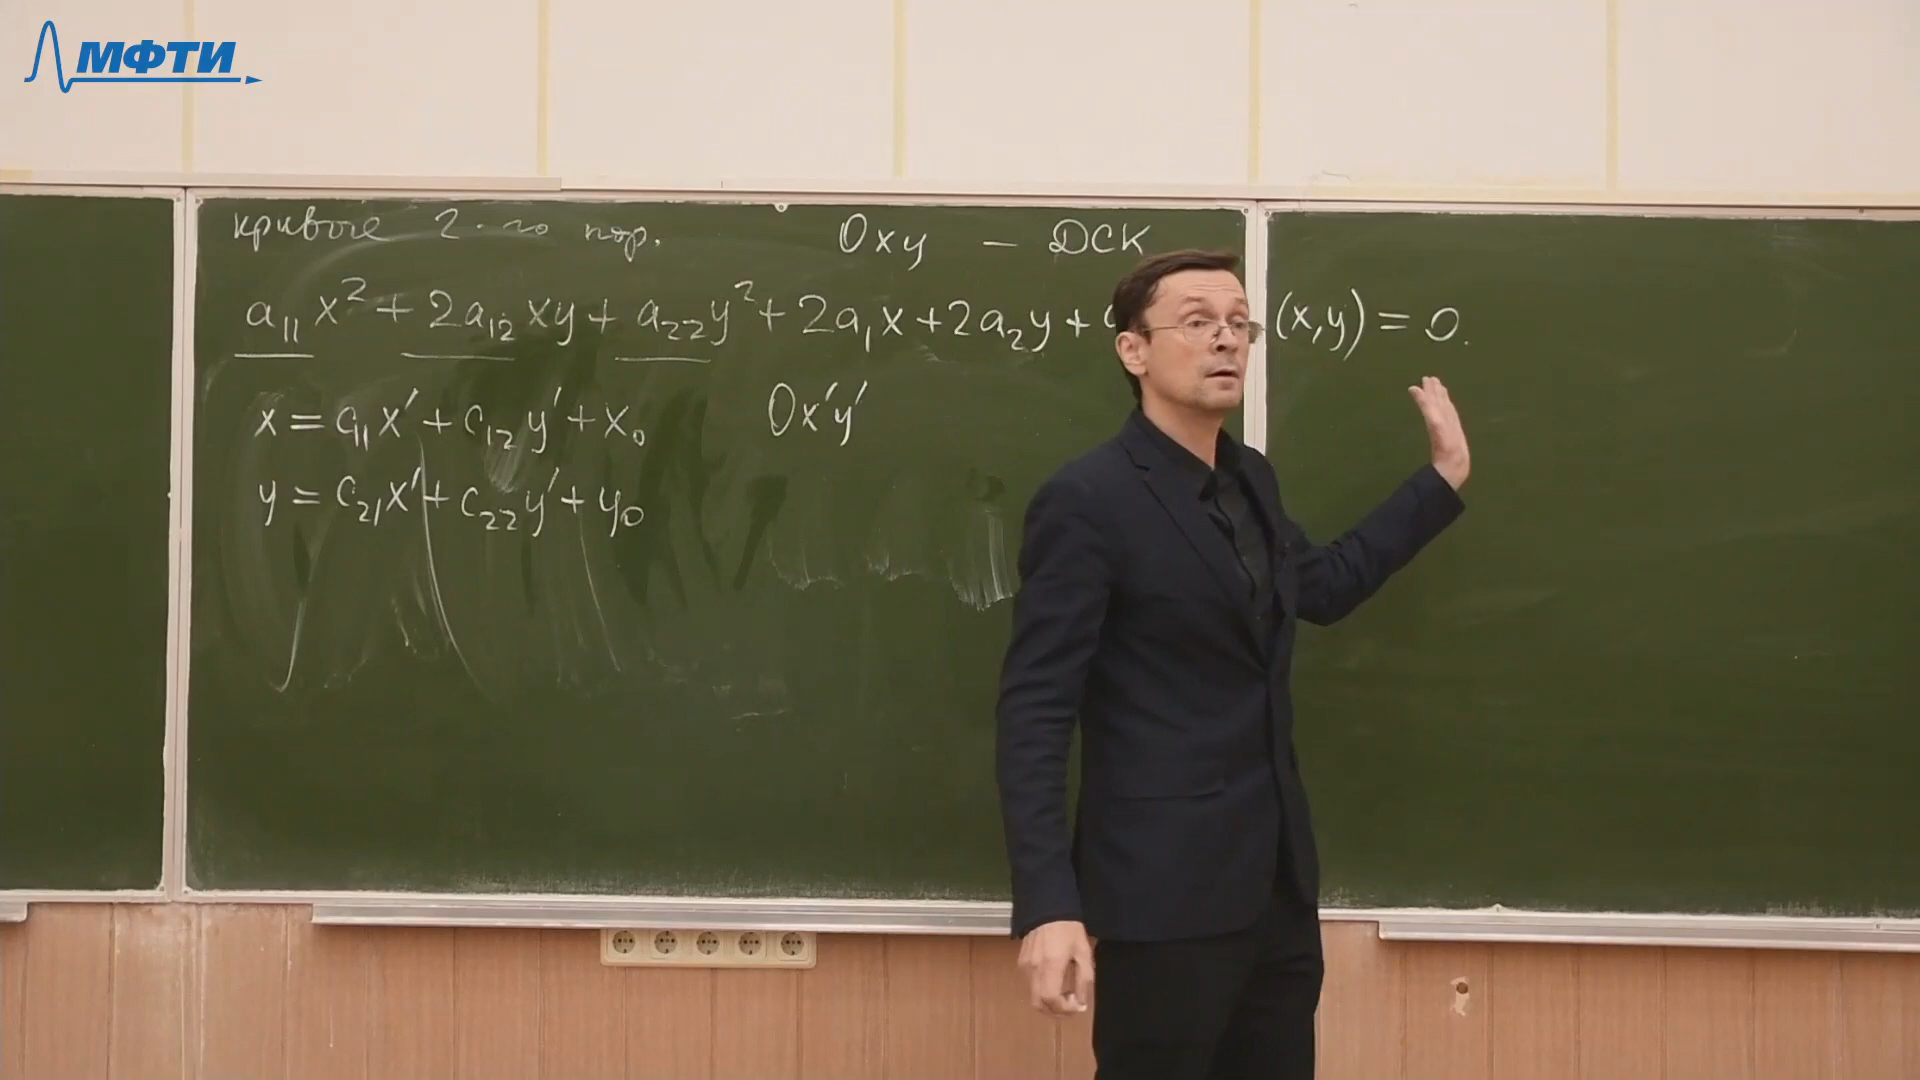 МФТИ
кривые 2-го пор. Oxy — ДСК
a₁₁x² + 2a₁₂xy + a₂₂y² + 2a₁x + 2a₂y + (x,y) = 0.
x = c₁₁x′ + c₁₂y′ + x₀ Ox′y′
y = c₂₁x′ + c₂₂y′ + y₀